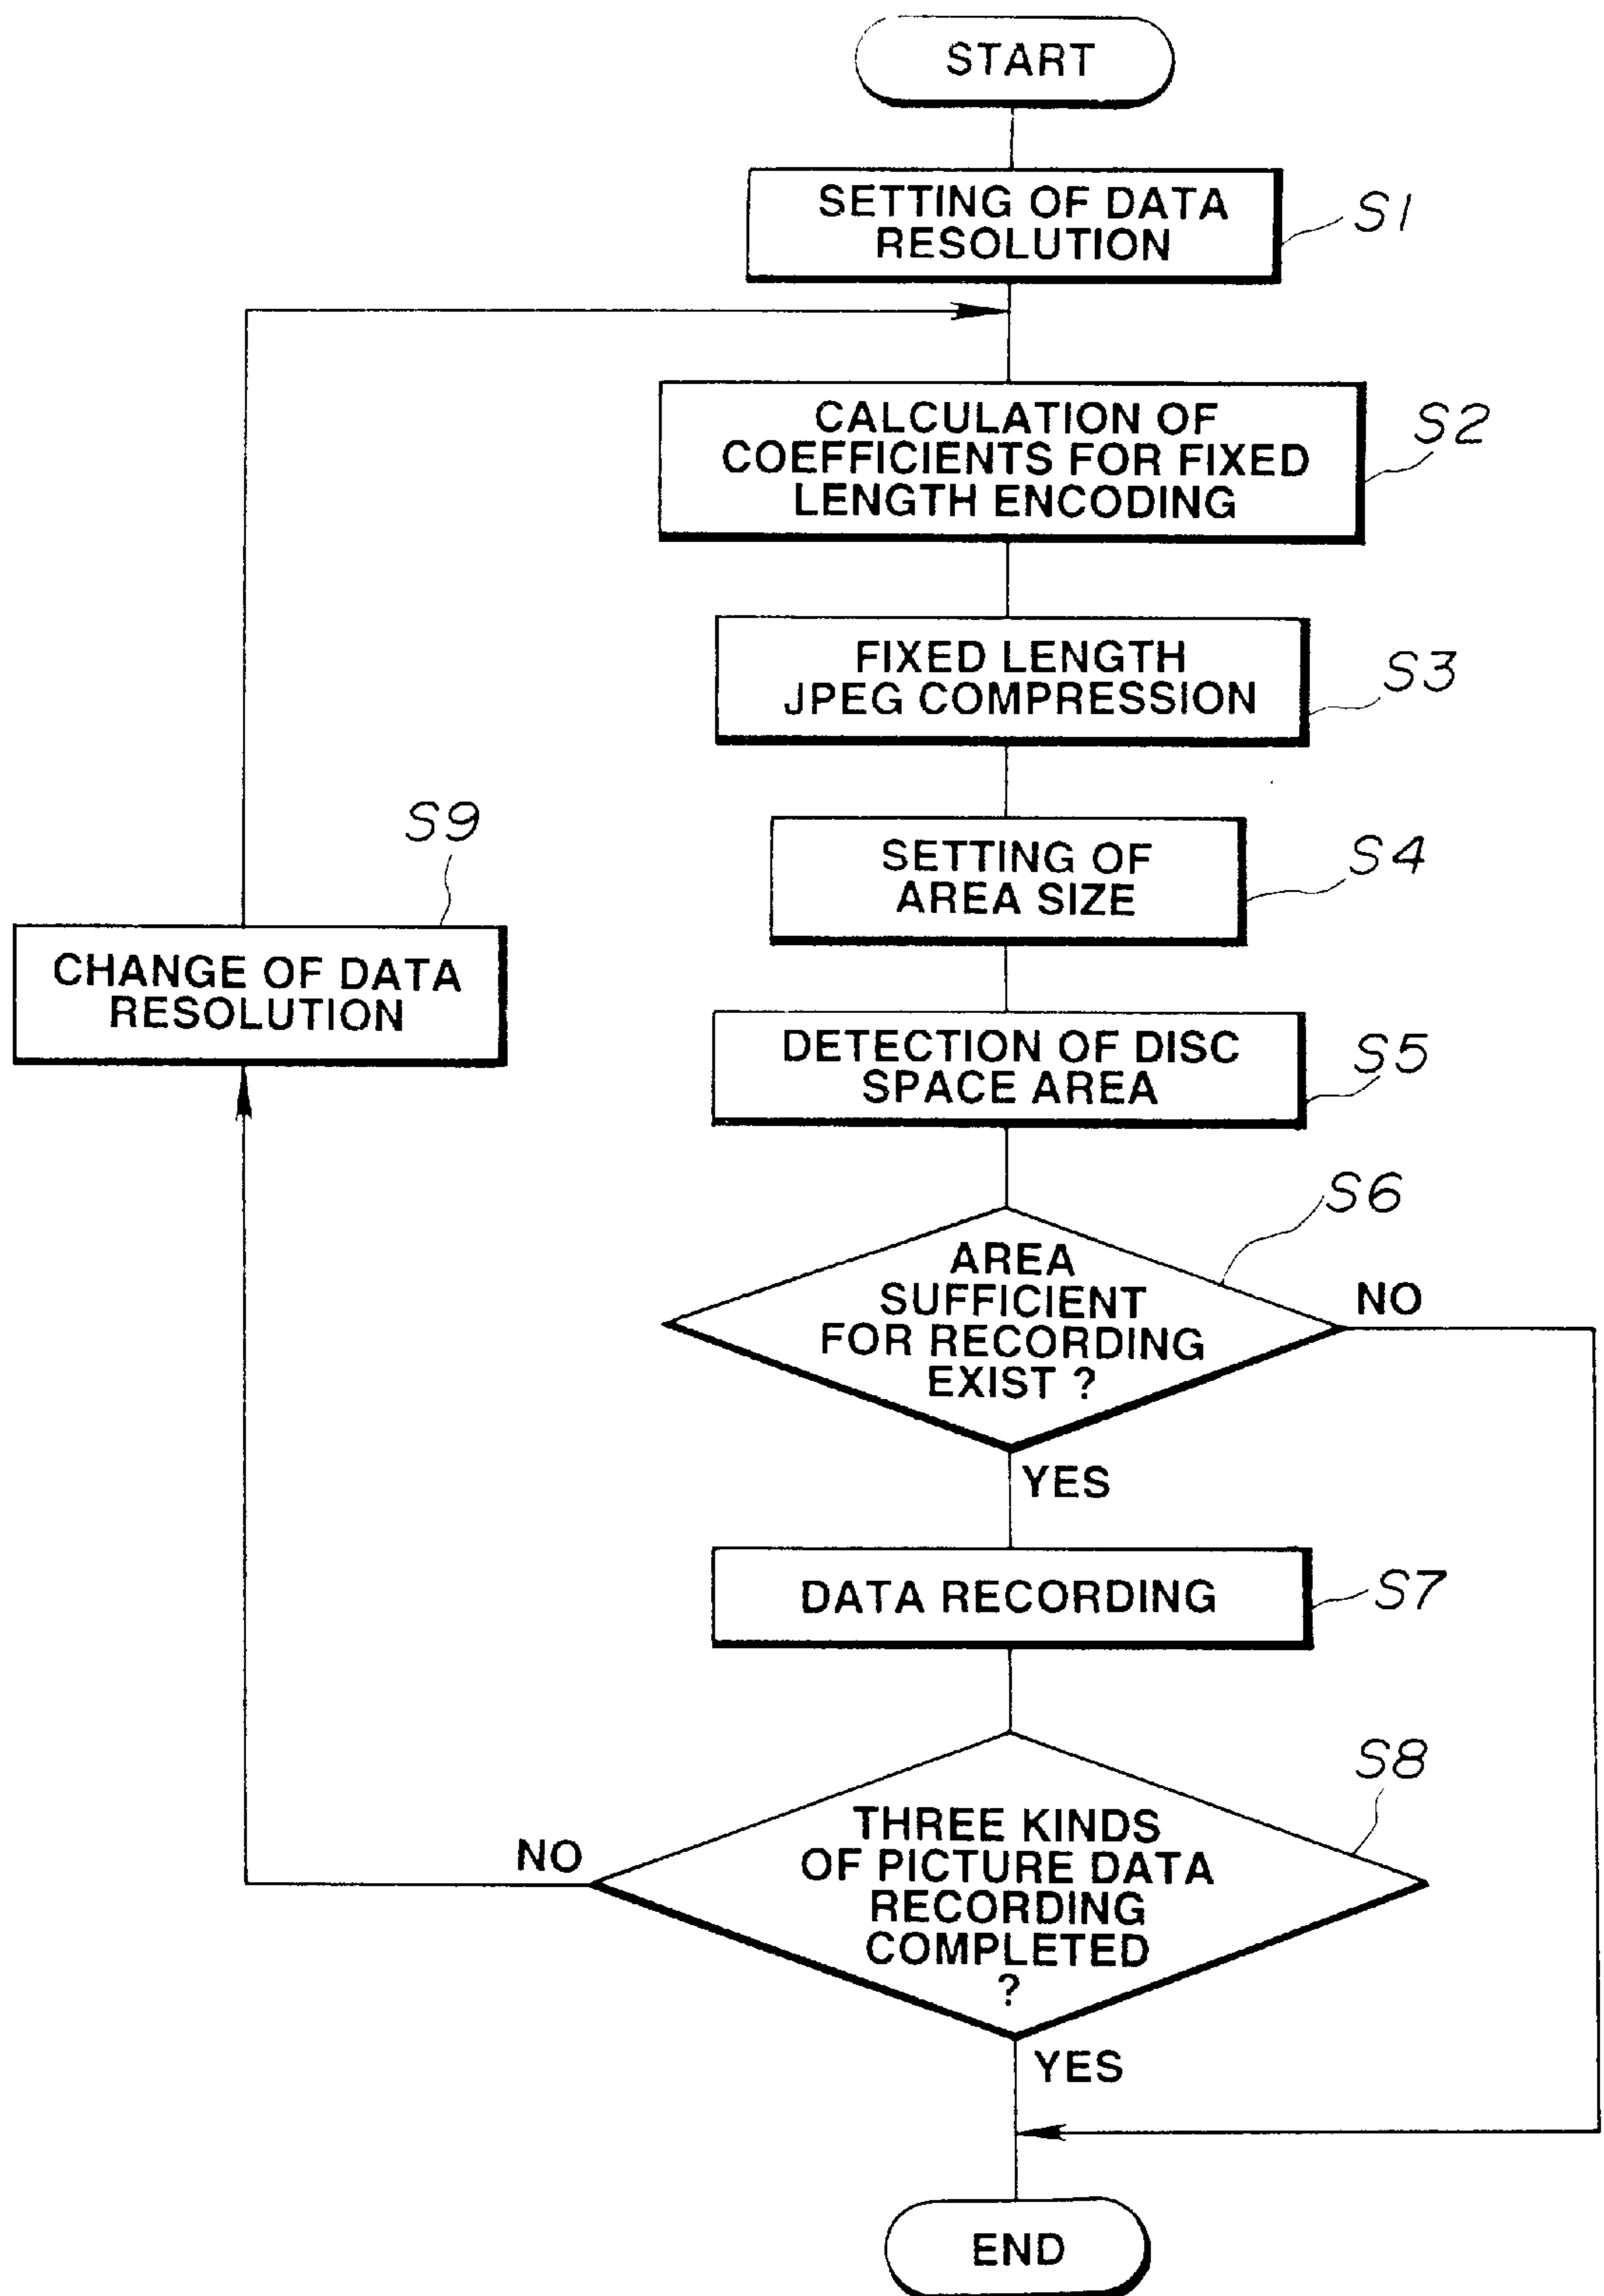 START
SETTING OF DATA
RESOLUTION
S1
CALCULATION OF
COEFFICIENTS FOR FIXED
LENGTH ENCODING
S2
FIXED LENGTH
JPEG COMPRESSION
S3
SETTING OF
AREA SIZE
S4
S9
CHANGE OF DATA
RESOLUTION
DETECTION OF DISC
SPACE AREA
S5
S6
AREA
SUFFICIENT
FOR RECORDING
EXIST ?
NO
YES
DATA RECORDING
S7
S8
THREE KINDS
OF PICTURE DATA
RECORDING
COMPLETED
?
NO
YES
END